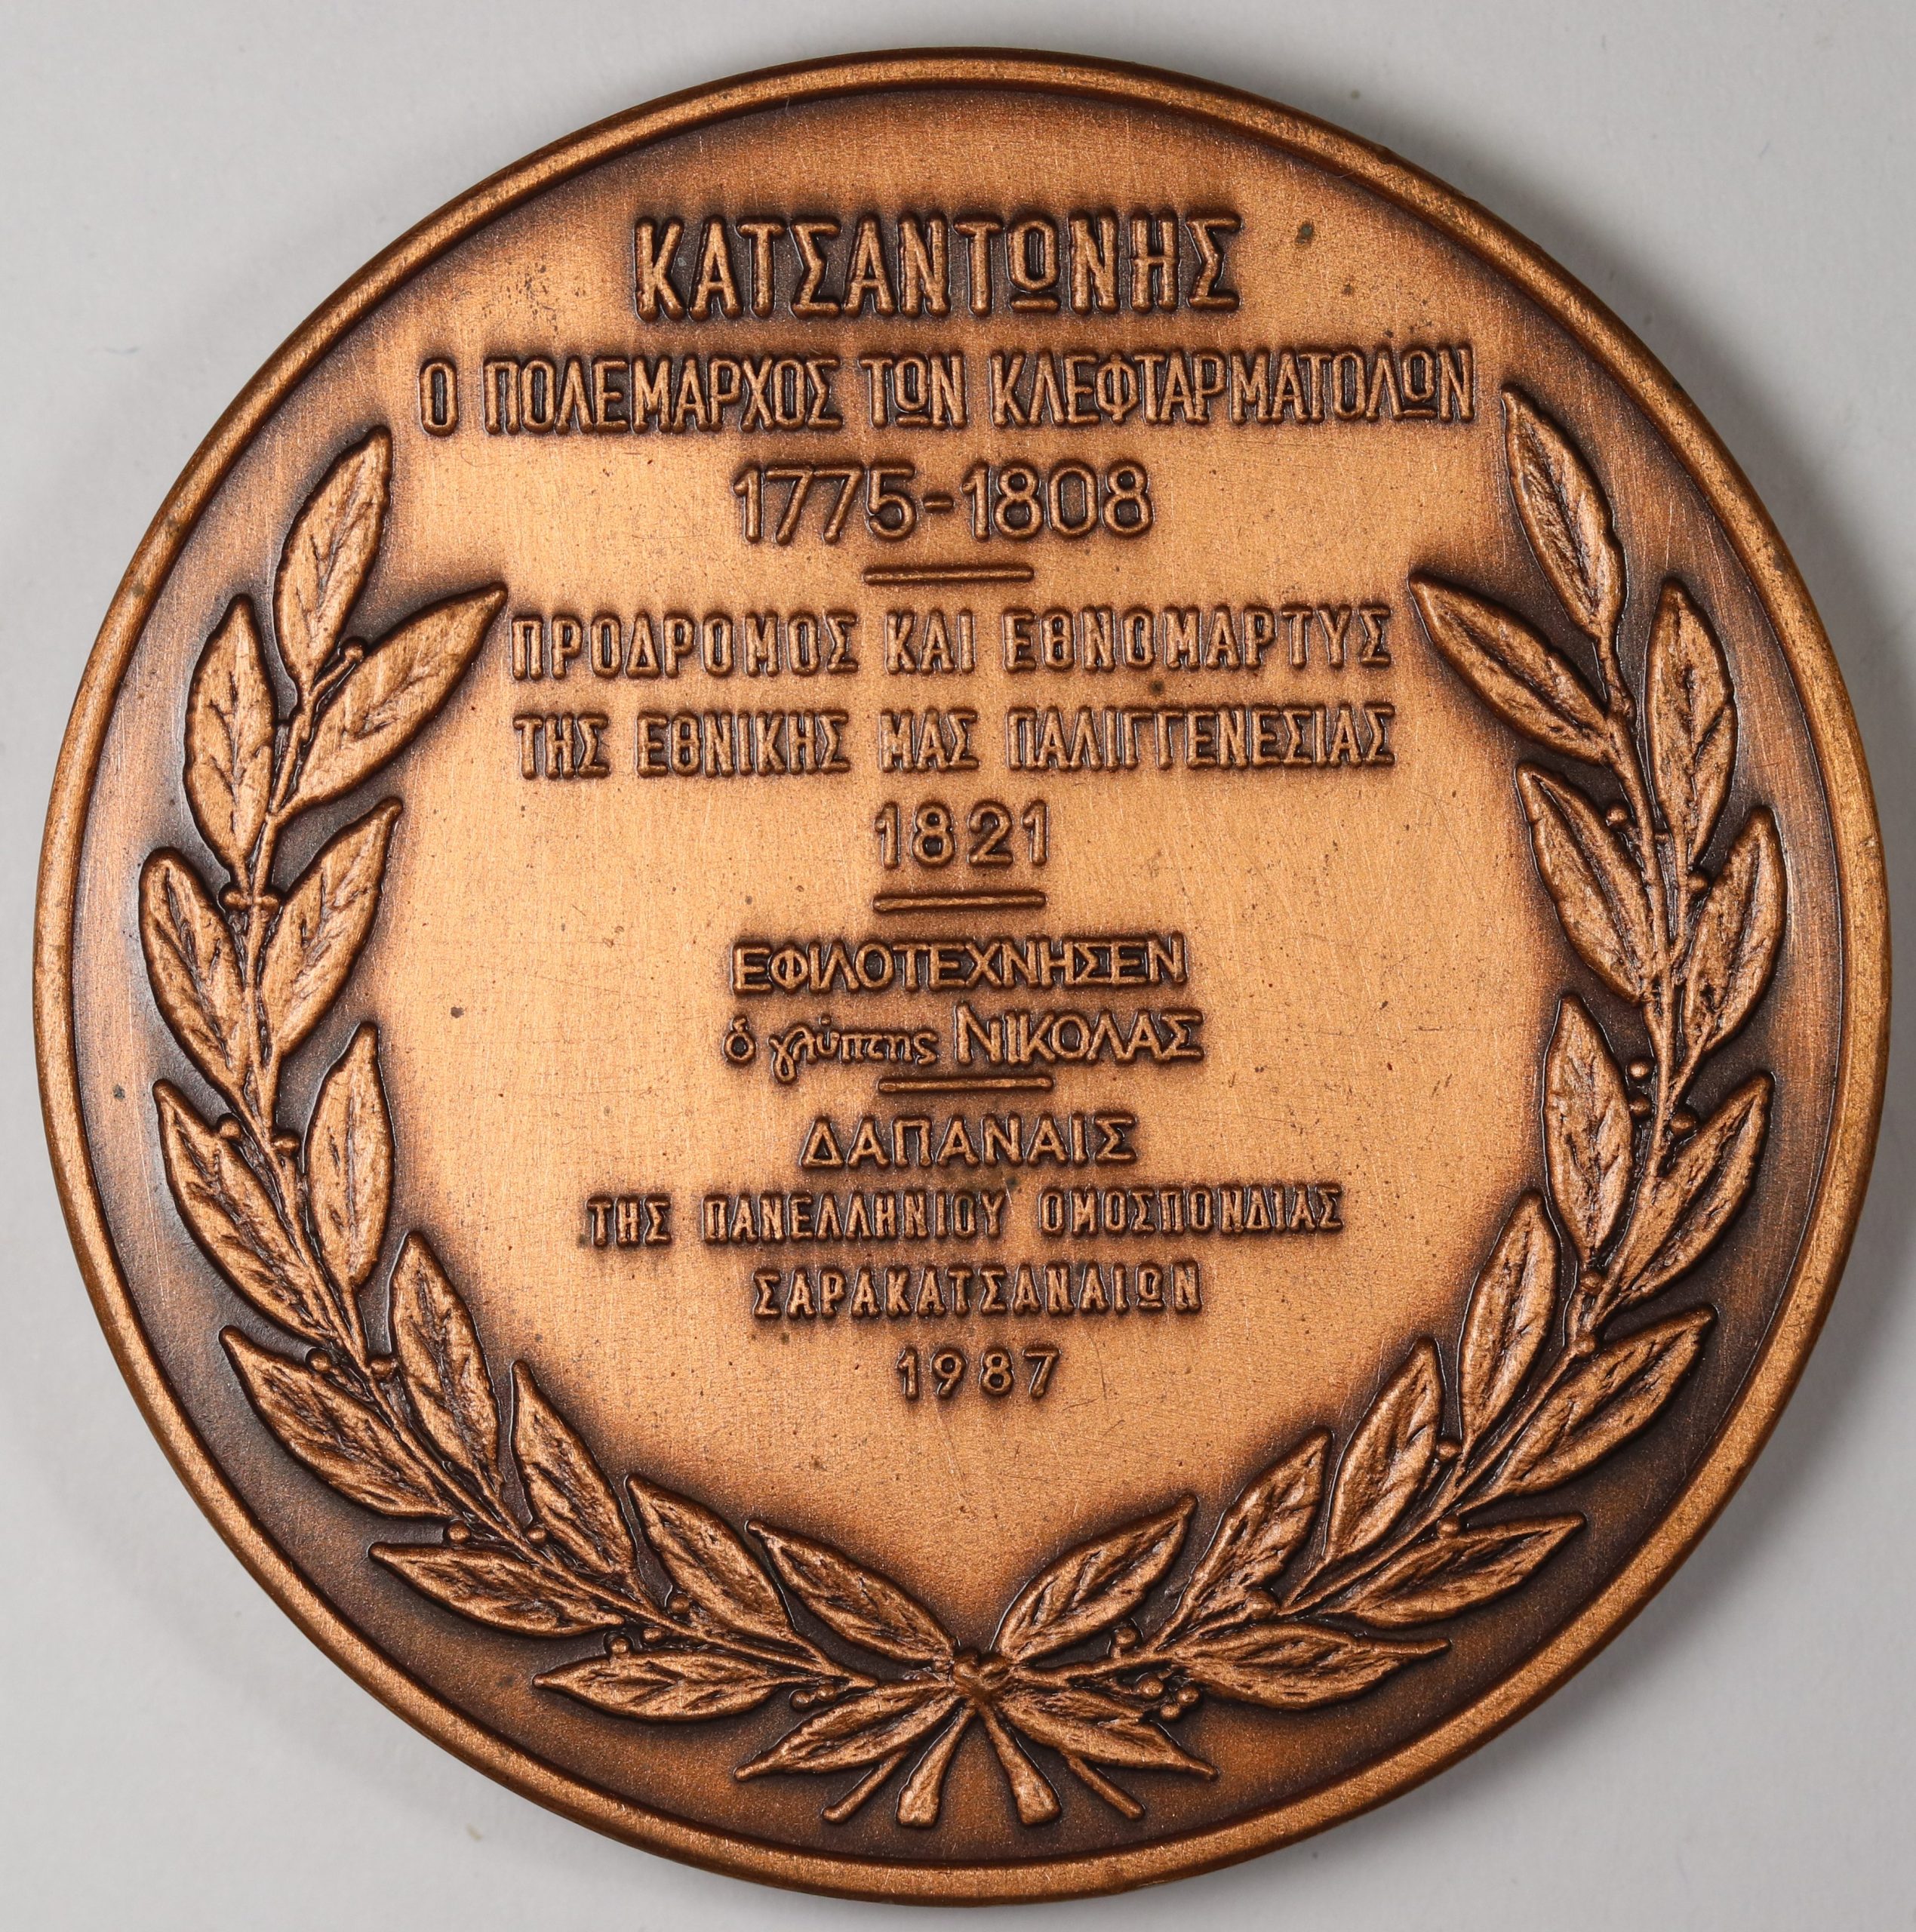 ΚΑΤΣΑΝΤΩΝΗΣ
Ο ΠΟΛΕΜΑΡΧΟΣ ΤΩΝ ΚΛΕΦΤΑΡΜΑΤΟΛΩΝ
1775-1808
ΠΡΟΔΡΟΜΟΣ ΚΑΙ ΕΘΝΟΜΑΡΤΥΣ
ΤΗΣ ΕΘΝΙΚΗΣ ΜΑΣ ΠΑΛΙΓΓΕΝΕΣΙΑΣ
1821
ΕΦΙΛΟΤΕΧΝΗΣΕΝ
ὁ γλύπτης ΝΙΚΟΛΑΣ
ΔΑΠΑΝΑΙΣ
ΤΗΣ ΠΑΝΕΛΛΗΝΙΟΥ ΟΜΟΣΠΟΝΔΙΑΣ
ΣΑΡΑΚΑΤΣΑΝΑΙΩΝ
1987